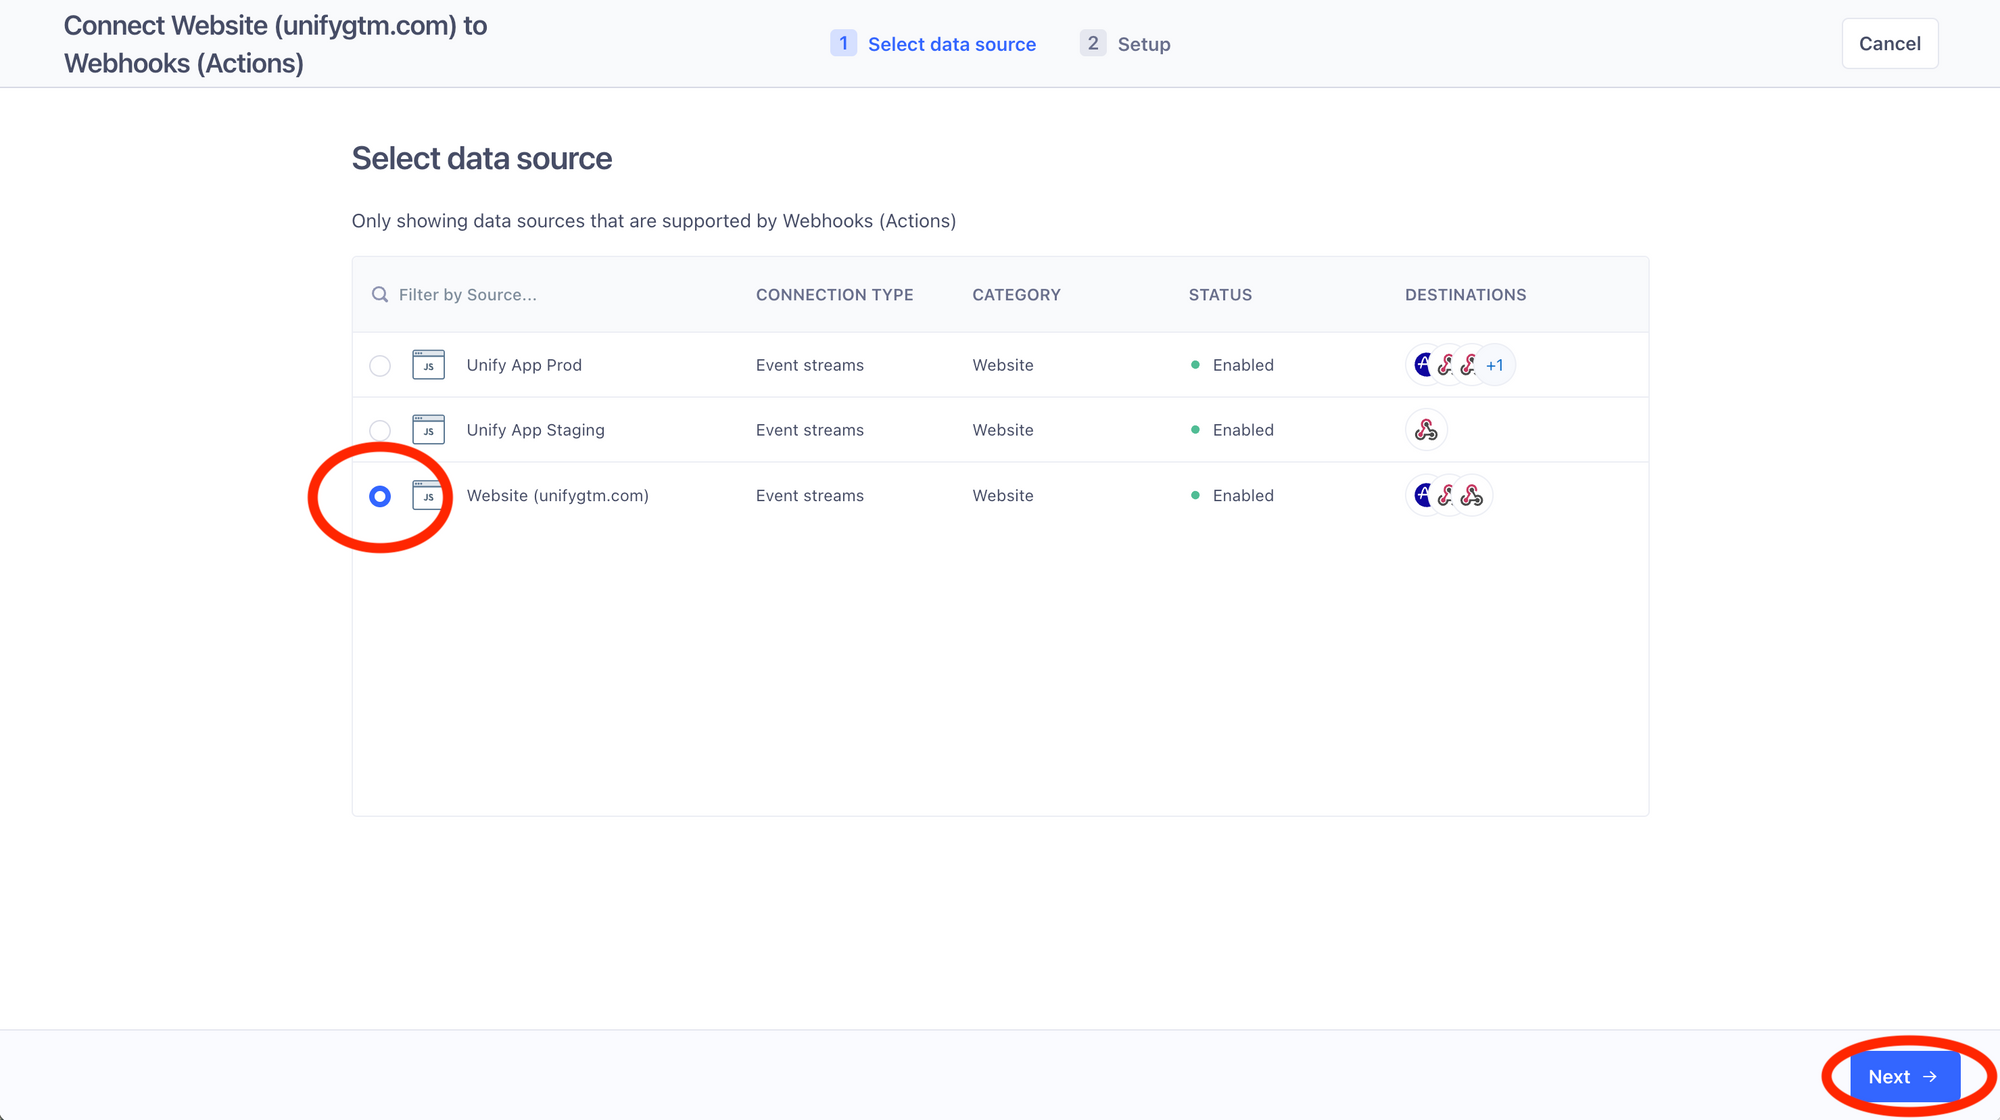 Connect Website (unifygtm.com) to
Webhooks (Actions)
1 Select data source
2 Setup
Cancel
Select data source
Only showing data sources that are supported by Webhooks (Actions)
Filter by Source... CONNECTION TYPE CATEGORY STATUS DESTINATIONS
JS Unify App Prod Event streams Website Enabled +1
JS Unify App Staging Event streams Website Enabled
JS Website (unifygtm.com) Event streams Website Enabled
Next →